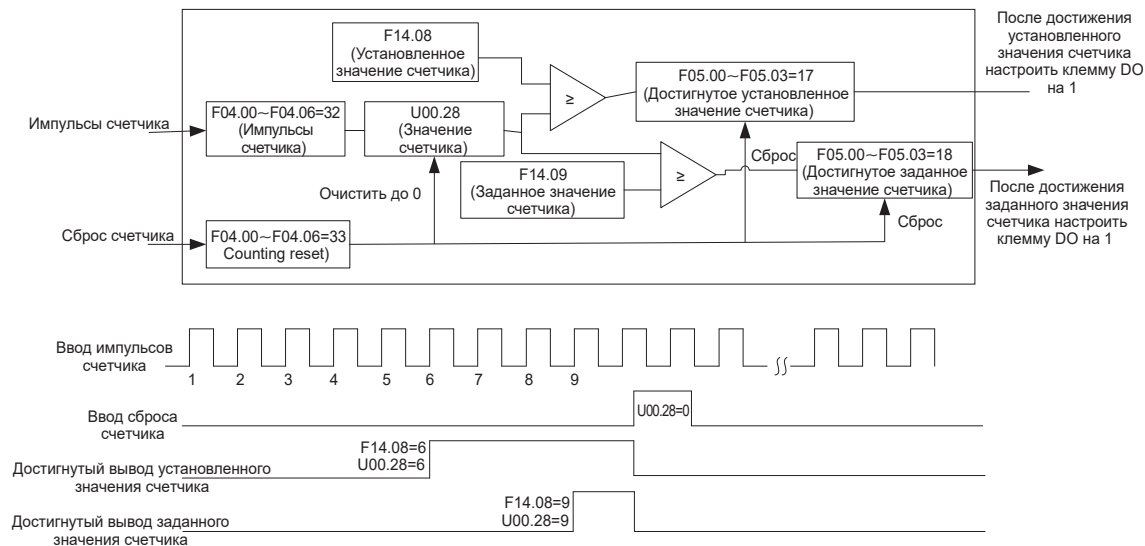 После достижения
установленного
значения счетчика
настроить клемму DO
на 1
F14.08
(Установленное
значение счетчика)
F05.00~F05.03=17
(Достигнутое установленное
значение счетчика)
≥
Импульсы счетчика
F04.00~F04.06=32
(Импульсы
счетчика)
U00.28
(Значение
счетчика)
F14.09
(Заданное значение
счетчика)
≥
Сброс
F05.00~F05.03=18
(Достигнутое заданное
значение счетчика)
Очистить до 0
После достижения
заданного значения
счетчика настроить
клемму DO на 1
Сброс
Сброс счетчика
F04.00~F04.06=33
Counting reset)
Ввод импульсов
счетчика
1 2 3 4 5 6 7 8 9
Ввод сброса
счетчика
U00.28=0
F14.08=6
U00.28=6
Достигнутый вывод установленного
значения счетчика
F14.08=9
U00.28=9
Достигнутый вывод заданного
значения счетчика